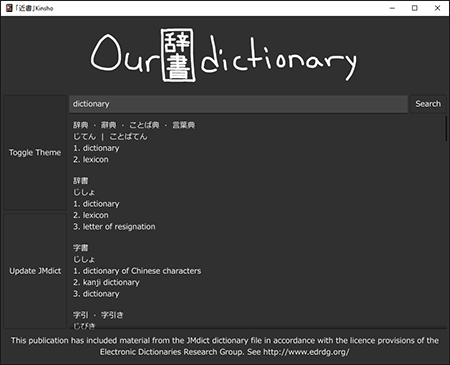 「近書」Kinsho
Our 辞書 dictionary
dictionary
Search
Toggle Theme
辞典 · 辭典 · ことば典 · 言葉典
じてん | ことばてん
1. dictionary
2. lexicon
辞書
じしょ
1. dictionary
2. lexicon
3. letter of resignation
字書
じしょ
1. dictionary of Chinese characters
2. kanji dictionary
3. dictionary
字引 · 字引き
じびき
Update JMdict
This publication has included material from the JMdict dictionary file in accordance with the licence provisions of the
Electronic Dictionaries Research Group. See http://www.edrdg.org/